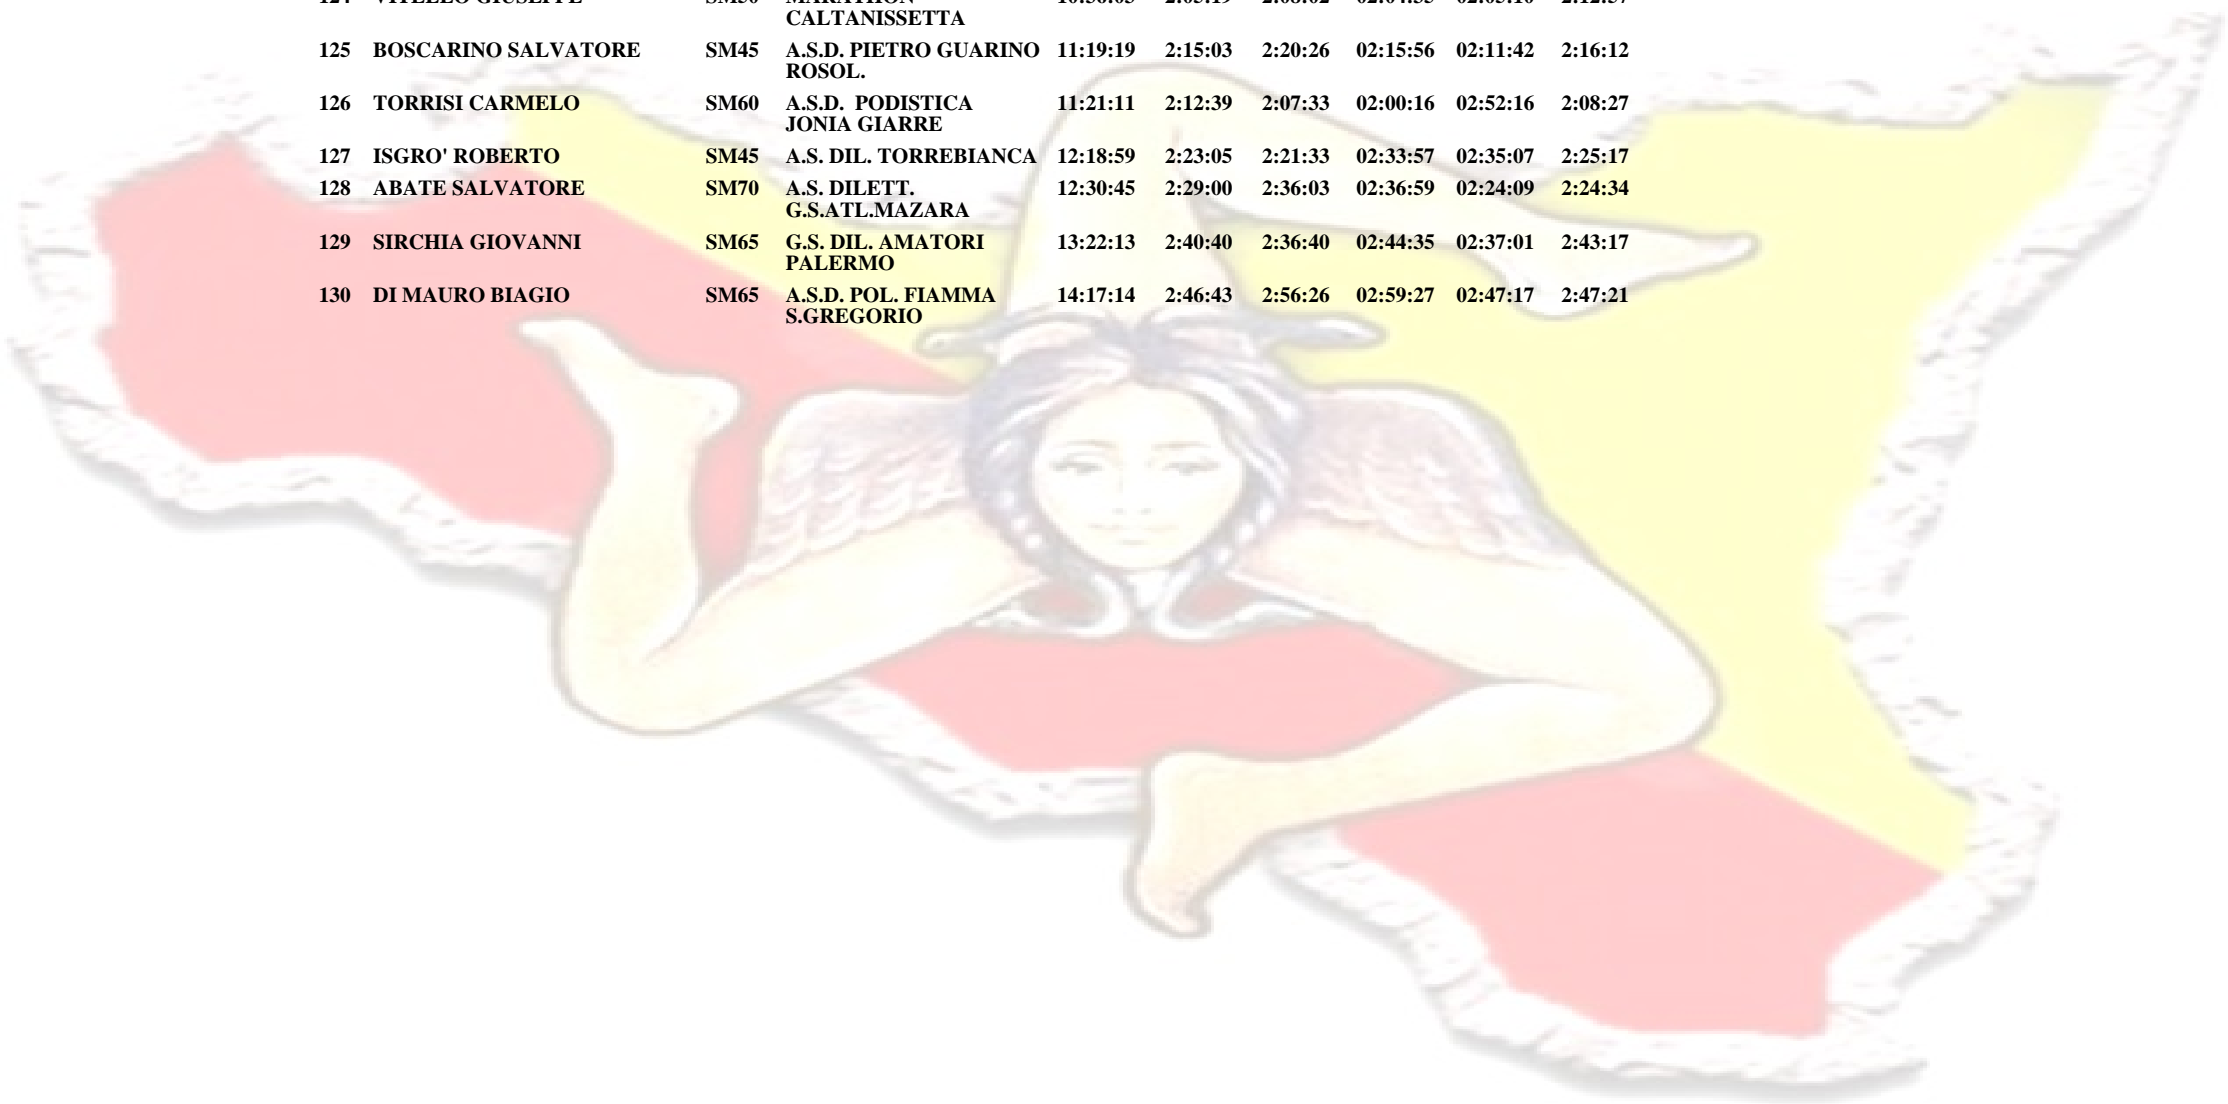 124 VITELLO GIUSEPPE SM50 MARATHON
CALTANISSETTA
125 BOSCARINO SALVATORE SM45 A.S.D. PIETRO GUARINO 11:19:19 2:15:03 2:20:26 02:15:56 02:11:42 2:16:12
ROSOL.
126 TORRISI CARMELO SM60 A.S.D. PODISTICA 11:21:11 2:12:39 2:07:33 02:00:16 02:52:16 2:08:27
JONIA GIARRE
127 ISGRO' ROBERTO SM45 A.S. DIL. TORREBIANCA 12:18:59 2:23:05 2:21:33 02:33:57 02:35:07 2:25:17
128 ABATE SALVATORE SM70 A.S. DILETT. 12:30:45 2:29:00 2:36:03 02:36:59 02:24:09 2:24:34
G.S.ATL.MAZARA
129 SIRCHIA GIOVANNI SM65 G.S. DIL. AMATORI 13:22:13 2:40:40 2:36:40 02:44:35 02:37:01 2:43:17
PALERMO
130 DI MAURO BIAGIO SM65 A.S.D. POL. FIAMMA 14:17:14 2:46:43 2:56:26 02:59:27 02:47:17 2:47:21
S.GREGORIO